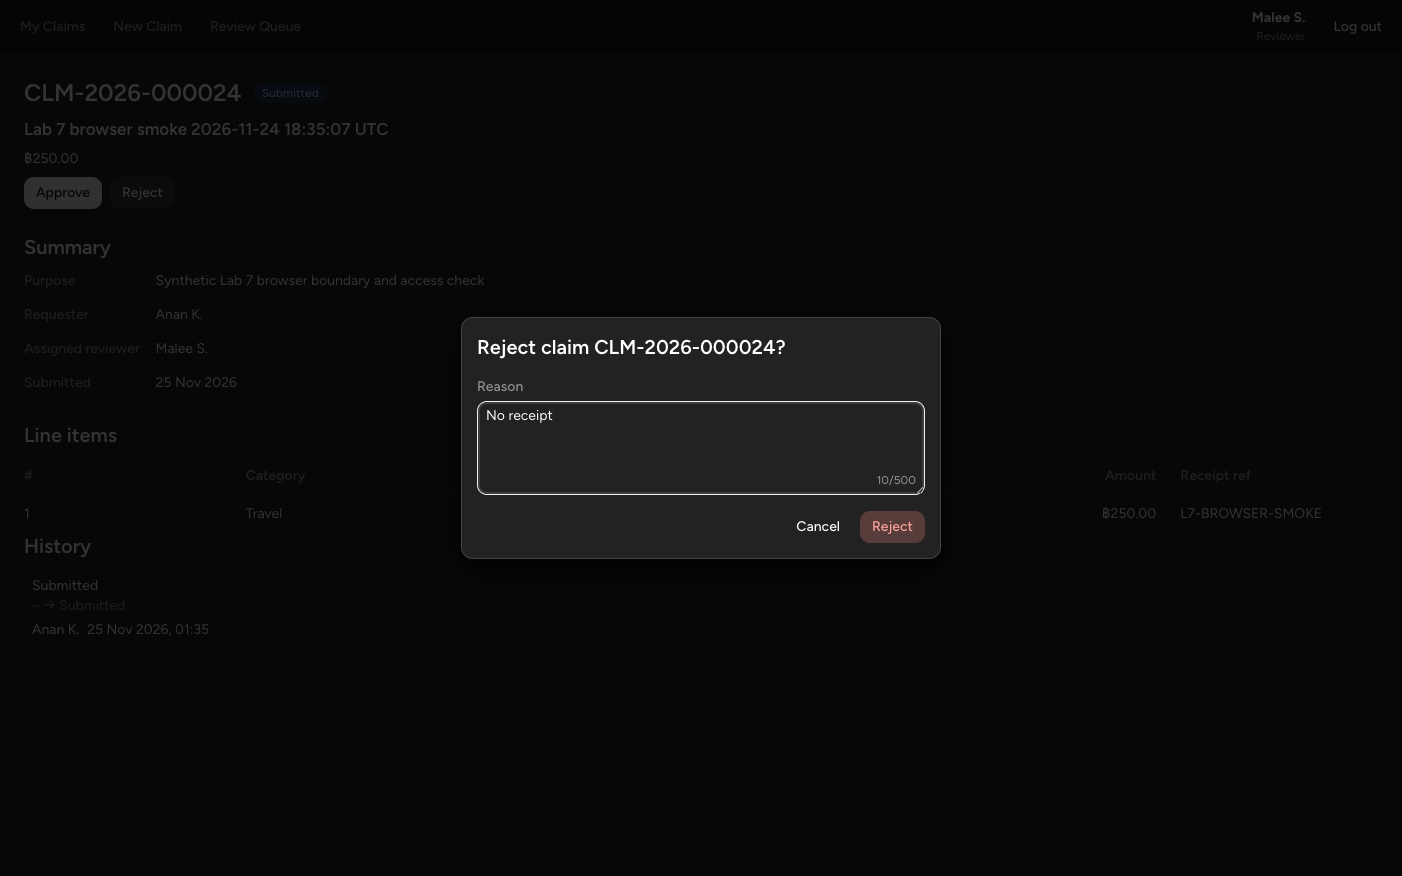 My Claims New Claim Review Queue
Malee S.
Reviewer
Log out
CLM-2026-000024 Submitted
Lab 7 browser smoke 2026-11-24 18:35:07 UTC
฿250.00
Approve Reject
Summary
Purpose Synthetic Lab 7 browser boundary and access check
Requester Anan K.
Assigned reviewer Malee S.
Submitted 25 Nov 2026
Reject claim CLM-2026-000024?
Reason
No receipt
10/500
Cancel Reject
Line items
# Category Amount Receipt ref
1 Travel ฿250.00 L7-BROWSER-SMOKE
History
Submitted
– → Submitted
Anan K. 25 Nov 2026, 01:35